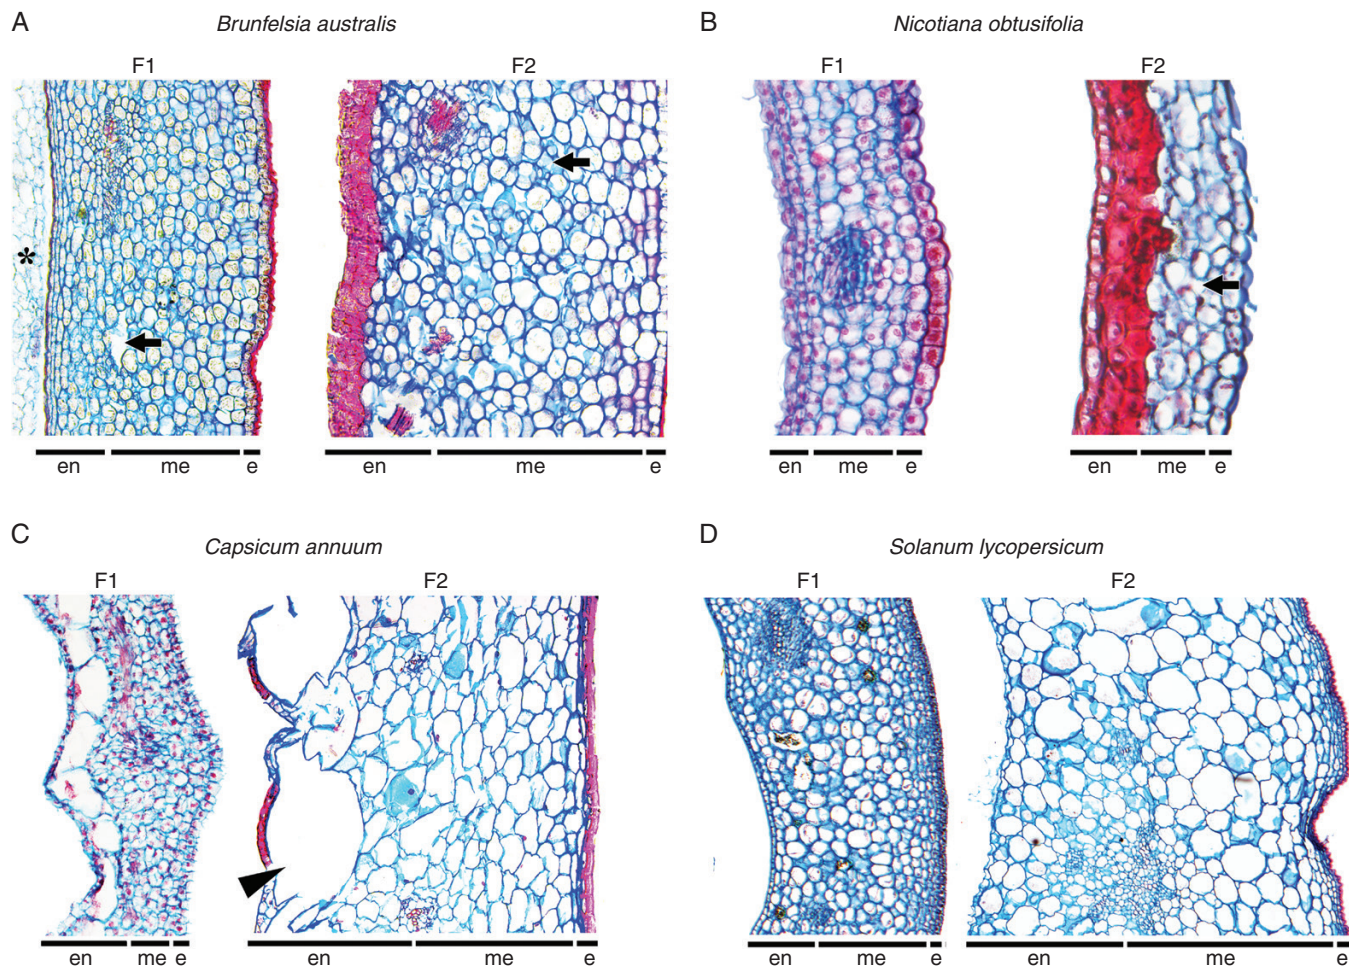 A
Brunfelsia australis
F1
F2
*
en
me
e
en
me
e
B
Nicotiana obtusifolia
F1
F2
en
me
e
en
me
e
C
Capsicum annuum
F1
F2
en
me
e
en
me
e
D
Solanum lycopersicum
F1
F2
en
me
e
en
me
e